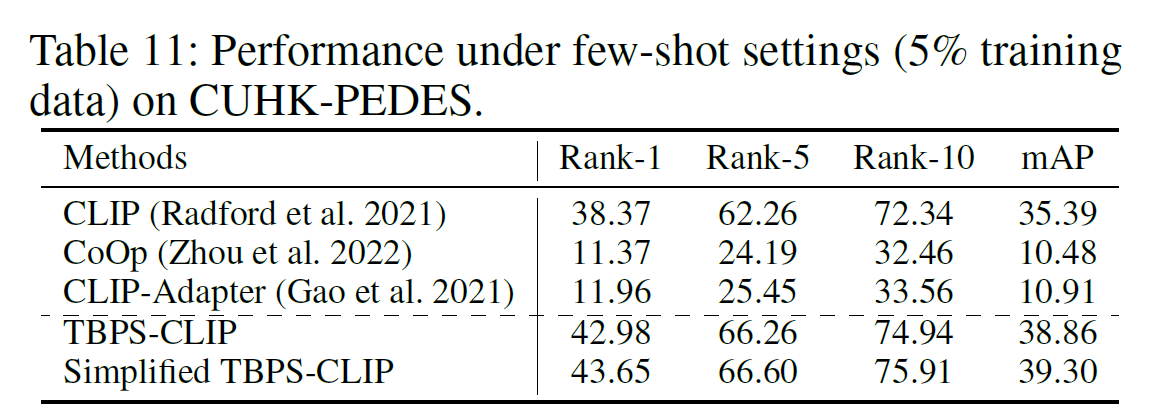 Table 11: Performance under few-shot settings (5% training
data) on CUHK-PEDES.
Methods Rank-1 Rank-5 Rank-10 mAP
CLIP (Radford et al. 2021) 38.37 62.26 72.34 35.39
CoOp (Zhou et al. 2022) 11.37 24.19 32.46 10.48
CLIP-Adapter (Gao et al. 2021) 11.96 25.45 33.56 10.91
TBPS-CLIP 42.98 66.26 74.94 38.86
Simplified TBPS-CLIP 43.65 66.60 75.91 39.30